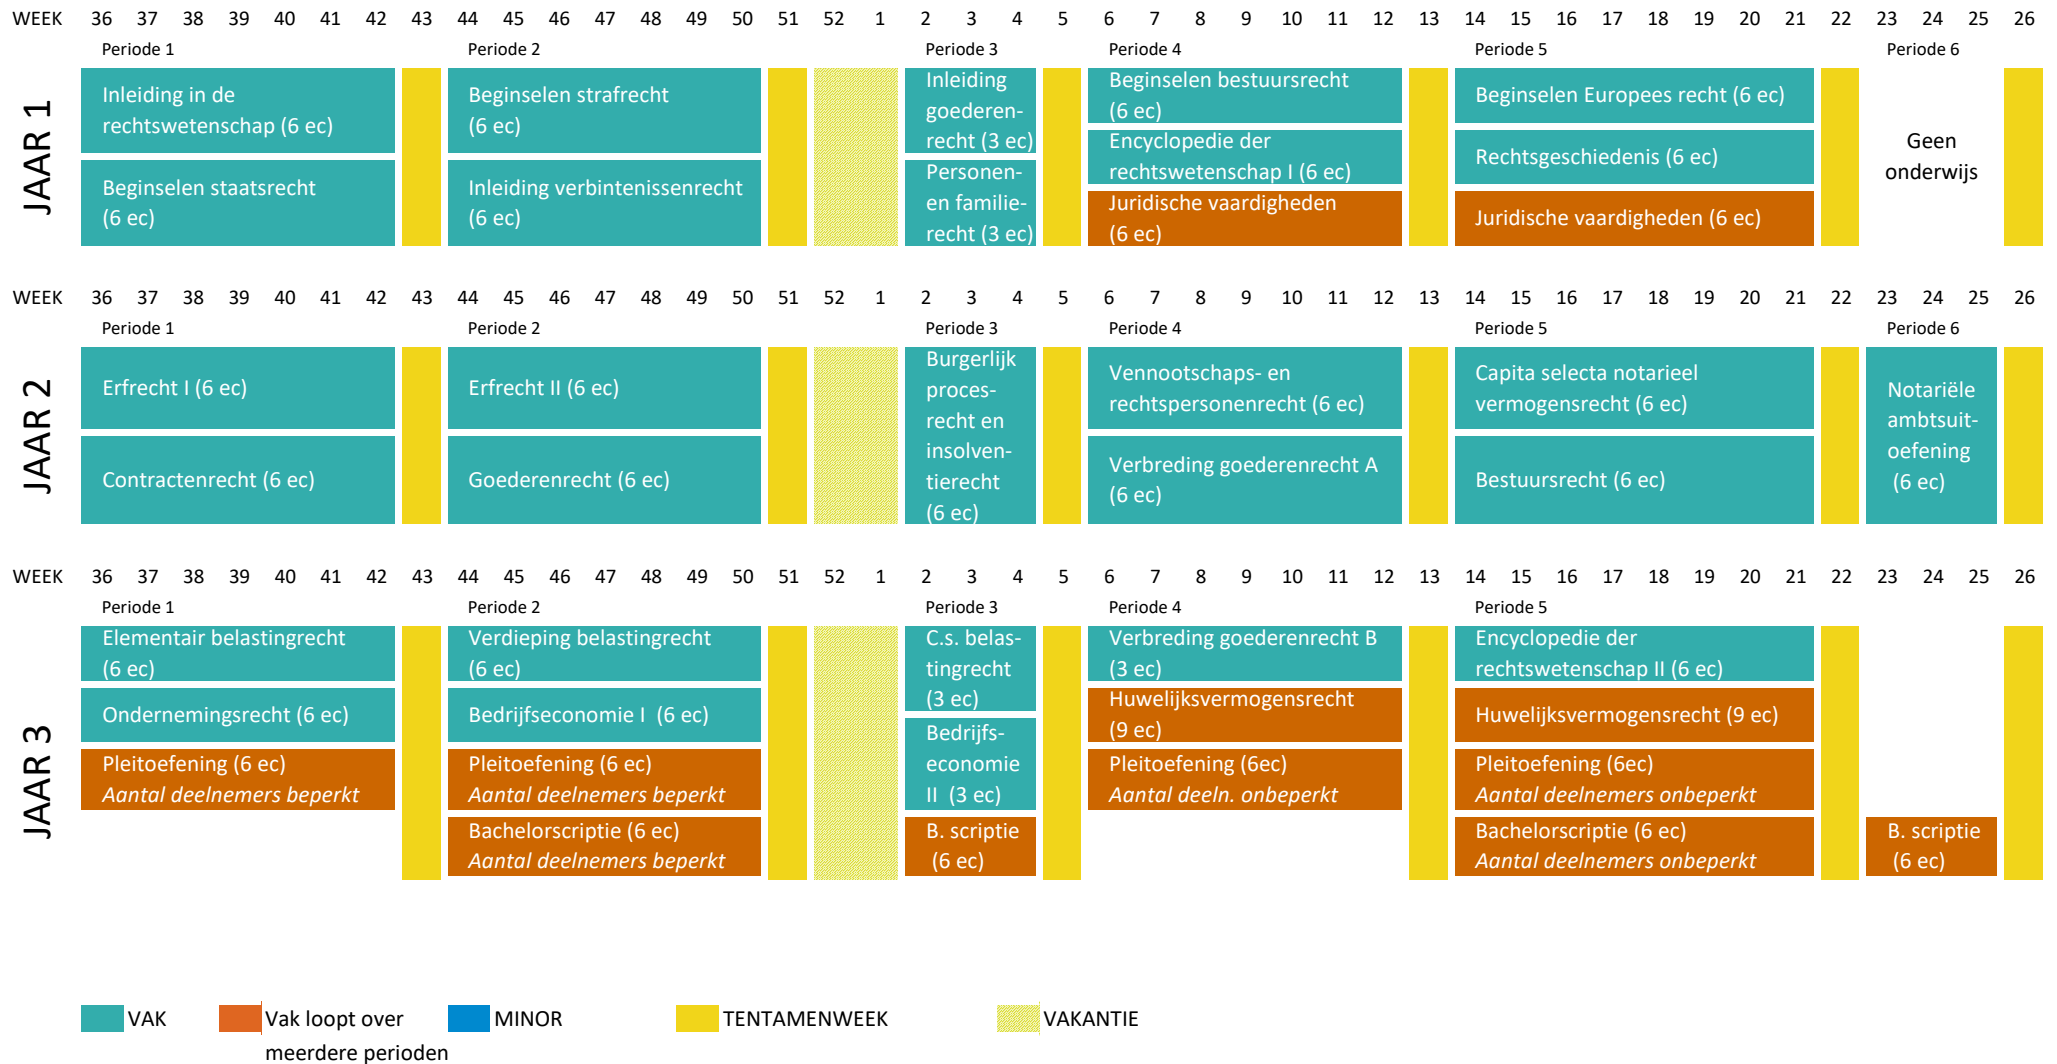 WEEK 36 37 38 39 40 41 42 43 44 45 46 47 48 49 50 51 52 1 2 3 4 5 6 7 8 9 10 11 12 13 14 15 16 17 18 19 20 21 22 23 24 25 26
Periode 1 Periode 2 Periode 3 Periode 4 Periode 5 Periode 6
JAAR 1
Inleiding in de
rechtswetenschap (6 ec)
Beginselen staatsrecht
(6 ec)
Beginselen strafrecht
(6 ec)
Inleiding verbintenissenrecht
(6 ec)
Inleiding
goederen-
recht (3 ec)
Personen-
en familie-
recht (3 ec)
Beginselen bestuursrecht
(6 ec)
Encyclopedie der
rechtswetenschap I (6 ec)
Juridische vaardigheden
(6 ec)
Beginselen Europees recht (6 ec)
Rechtsgeschiedenis (6 ec)
Juridische vaardigheden (6 ec)
Geen
onderwijs
WEEK 36 37 38 39 40 41 42 43 44 45 46 47 48 49 50 51 52 1 2 3 4 5 6 7 8 9 10 11 12 13 14 15 16 17 18 19 20 21 22 23 24 25 26
Periode 1 Periode 2 Periode 3 Periode 4 Periode 5 Periode 6
JAAR 2
Erfrecht I (6 ec)
Contractenrecht (6 ec)
Erfrecht II (6 ec)
Goederenrecht (6 ec)
Burgerlijk
proces-
recht en
insolven-
tierecht
(6 ec)
Vennootschaps- en
rechtspersonenrecht (6 ec)
Verbreding goederenrecht A
(6 ec)
Capita selecta notarieel
vermogensrecht (6 ec)
Bestuursrecht (6 ec)
Notariële
ambtsuit-
oefening
(6 ec)
WEEK 36 37 38 39 40 41 42 43 44 45 46 47 48 49 50 51 52 1 2 3 4 5 6 7 8 9 10 11 12 13 14 15 16 17 18 19 20 21 22 23 24 25 26
Periode 1 Periode 2 Periode 3 Periode 4 Periode 5
JAAR 3
Elementair belastingrecht
(6 ec)
Ondernemingsrecht (6 ec)
Pleitoefening (6 ec)
Aantal deelnemers beperkt
Verdieping belastingrecht
(6 ec)
Bedrijfseconomie I (6 ec)
Pleitoefening (6 ec)
Aantal deelnemers beperkt
Bachelorscriptie (6 ec)
Aantal deelnemers beperkt
C.s. belas-
tingrecht
(3 ec)
Bedrijfs-
economie
II (3 ec)
B. scriptie
(6 ec)
Verbreding goederenrecht B
(3 ec)
Huwelijksvermogensrecht
(9 ec)
Pleitoefening (6ec)
Aantal deeln. onbeperkt
Encyclopedie der
rechtswetenschap II (6 ec)
Huwelijksvermogensrecht (9 ec)
Pleitoefening (6ec)
Aantal deelnemers onbeperkt
Bachelorscriptie (6 ec)
Aantal deelnemers onbeperkt
B. scriptie
(6 ec)
VAK
Vak loopt over
meerdere perioden
MINOR
TENTAMENWEEK
VAKANTIE